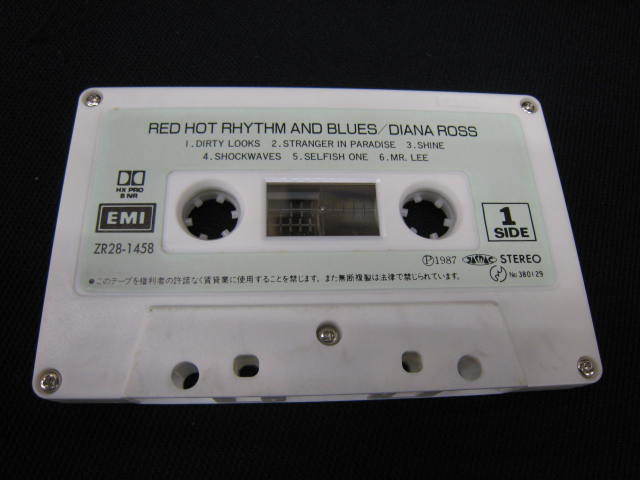 RED HOT RHYTHM AND BLUES/DIANA ROSS
1.DIRTY LOOKS 2.STRANGER IN PARADISE 3.SHINE
4.SHOCKWAVES 5.SELFISH ONE 6.MR. LEE
HX PRO
B NR
EMI
ZR28-1458
1
SIDE
Ⓟ1987 JASRAC STEREO
No.380129
●このテープを権利者の許諾なく賃貸業に使用することを禁じます。また無断複製は法律で禁じられています。